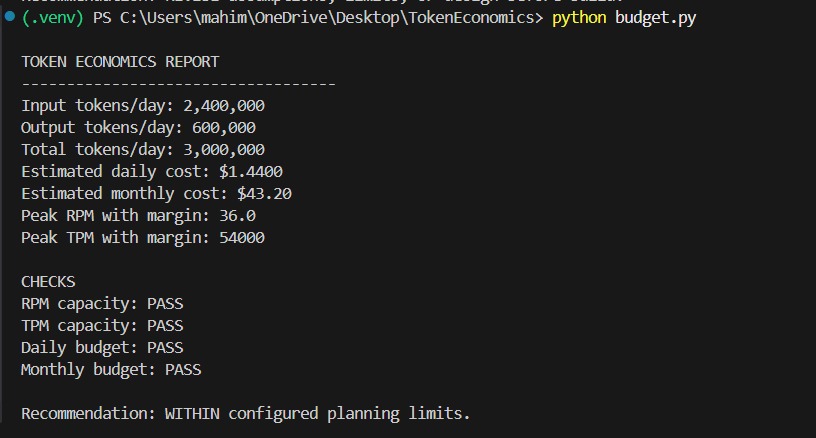 (.venv) PS C:\Users\mahim\OneDrive\Desktop\TokenEconomics> python budget.py
TOKEN ECONOMICS REPORT
----------------------------------
Input tokens/day: 2,400,000
Output tokens/day: 600,000
Total tokens/day: 3,000,000
Estimated daily cost: $1.4400
Estimated monthly cost: $43.20
Peak RPM with margin: 36.0
Peak TPM with margin: 54000
CHECKS
RPM capacity: PASS
TPM capacity: PASS
Daily budget: PASS
Monthly budget: PASS
Recommendation: WITHIN configured planning limits.